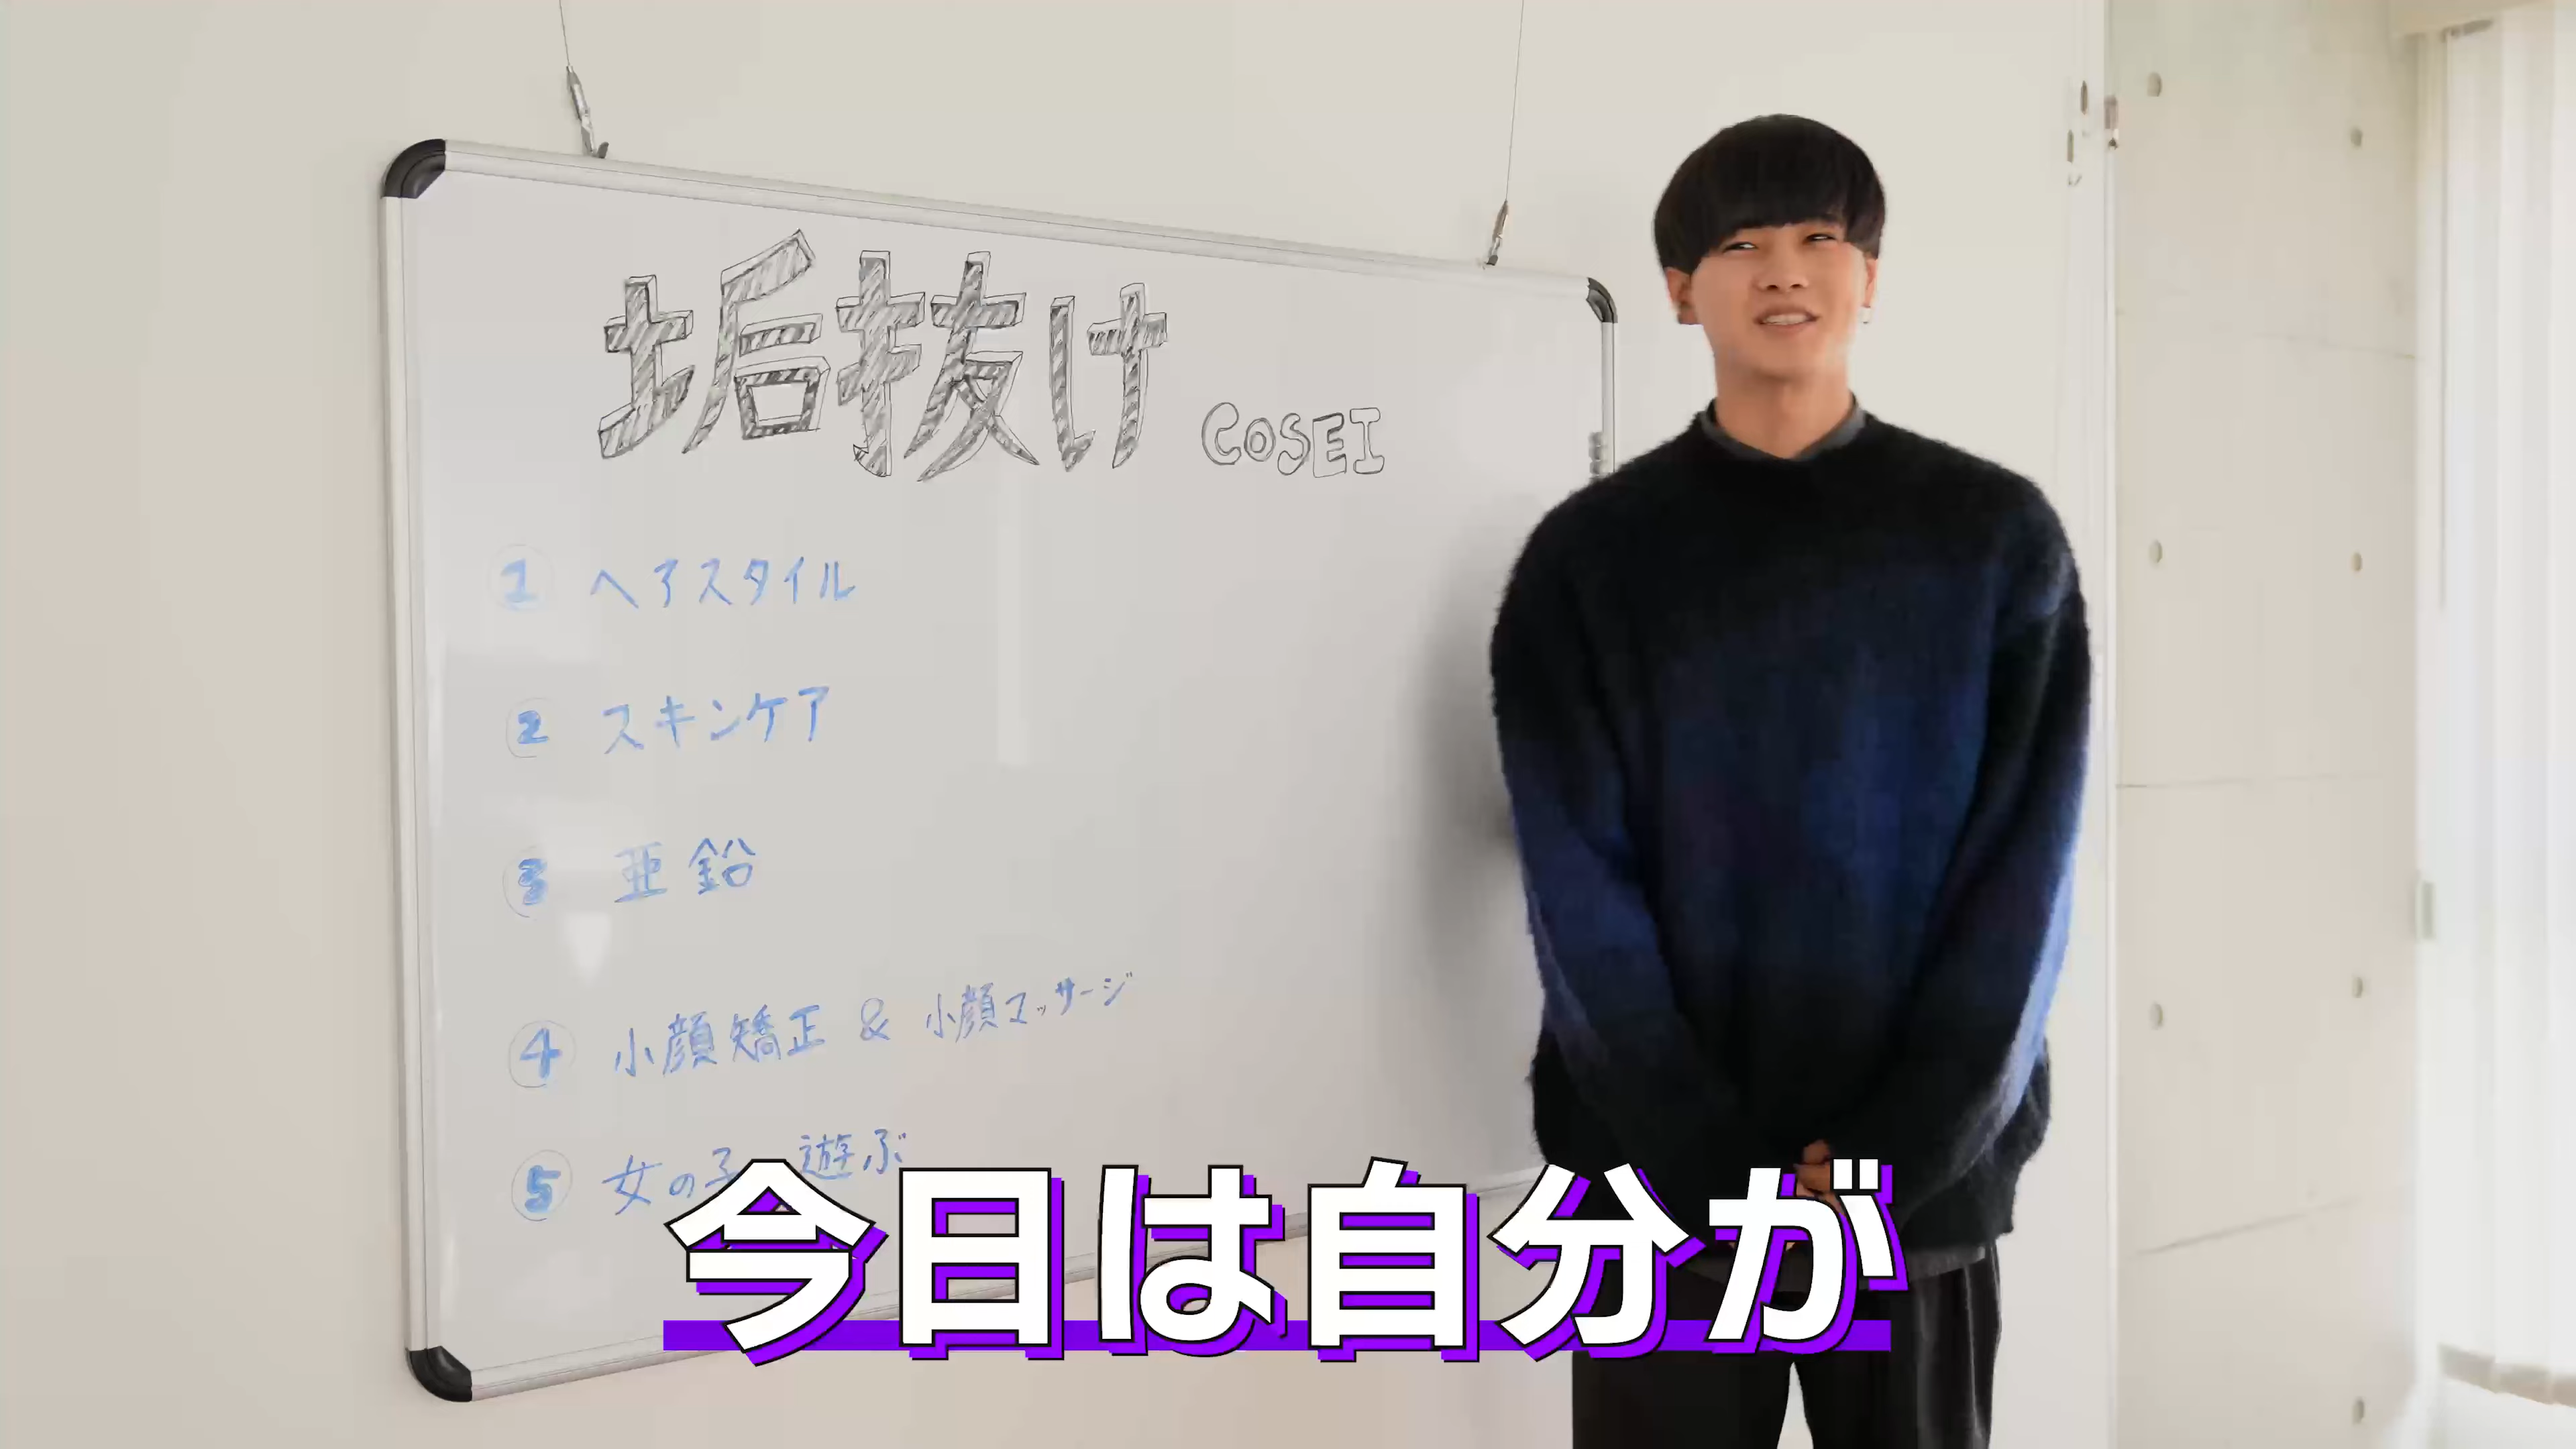 垢抜け COSEI
① ヘアスタイル
② スキンケア
③ 亜鉛
④ 小顔矯正 & 小顔マッサージ
⑤ 女の子 遊ぶ
今日は自分が